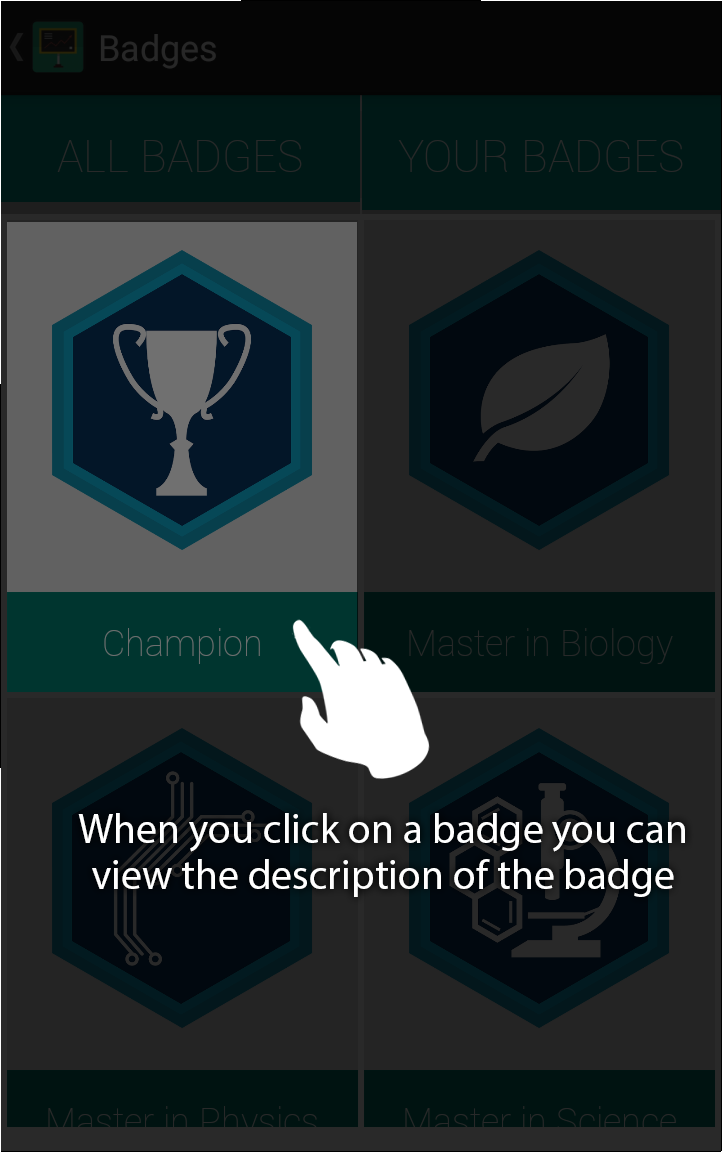 Badges
ALL BADGES
YOUR BADGES
Champion
Master in Biology
When you click on a badge you can
view the description of the badge
Master in Physics
Master in Science